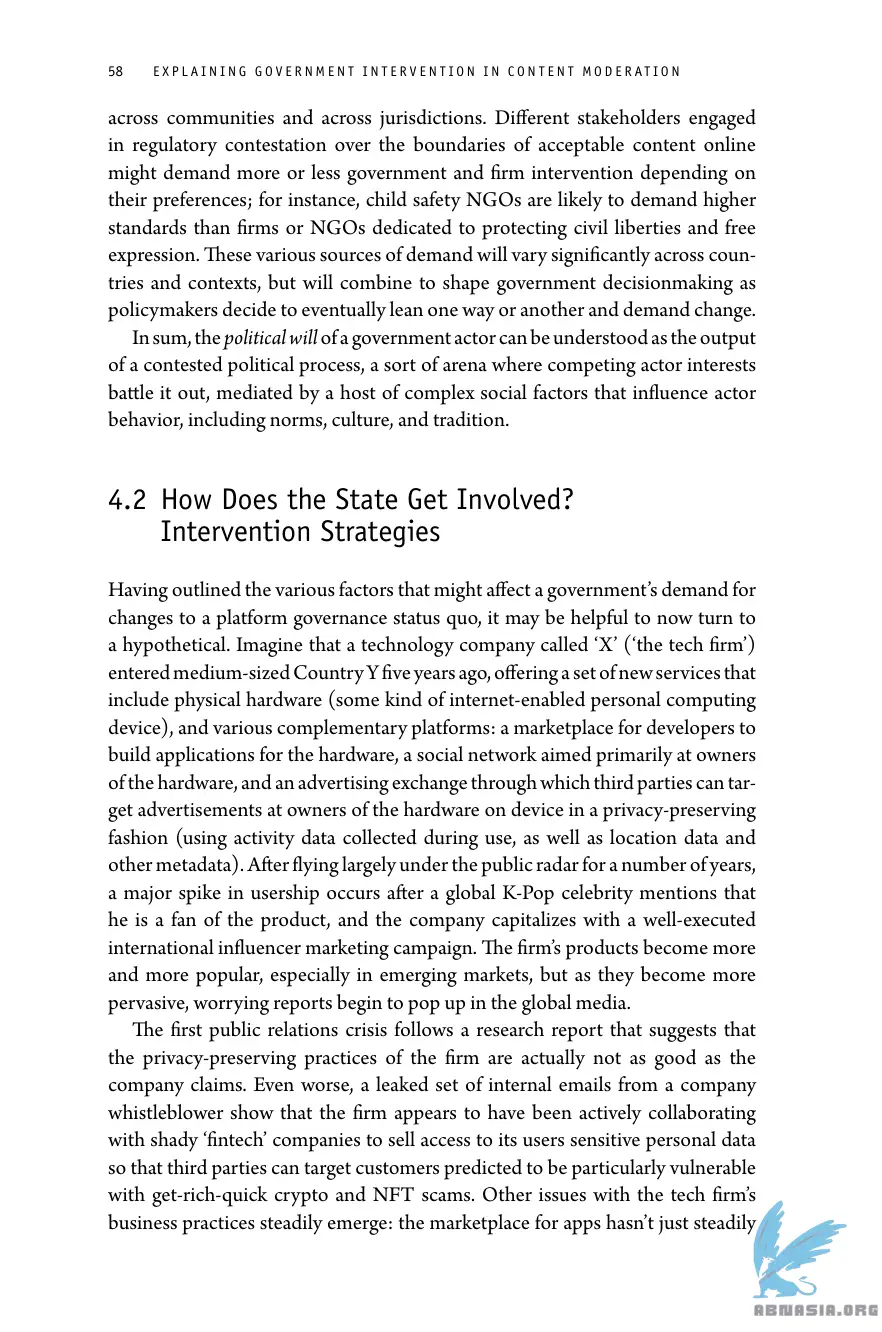 58 EXPLAINING GOVERNMENT INTERVENTION IN CONTENT MODERATION
across communities and across jurisdictions. Different stakeholders engaged
in regulatory contestation over the boundaries of acceptable content online
might demand more or less government and firm intervention depending on
their preferences; for instance, child safety NGOs are likely to demand higher
standards than firms or NGOs dedicated to protecting civil liberties and free
expression. These various sources of demand will vary significantly across coun-
tries and contexts, but will combine to shape government decisionmaking as
policymakers decide to eventually lean one way or another and demand change.
In sum, the political will of a government actor can be understood as the output
of a contested political process, a sort of arena where competing actor interests
battle it out, mediated by a host of complex social factors that influence actor
behavior, including norms, culture, and tradition.
4.2 How Does the State Get Involved?
Intervention Strategies
Having outlined the various factors that might affect a government’s demand for
changes to a platform governance status quo, it may be helpful to now turn to
a hypothetical. Imagine that a technology company called ‘X’ (‘the tech firm’)
entered medium-sized Country Y five years ago, offering a set of new services that
include physical hardware (some kind of internet-enabled personal computing
device), and various complementary platforms: a marketplace for developers to
build applications for the hardware, a social network aimed primarily at owners
of the hardware, and an advertising exchange through which third parties can tar-
get advertisements at owners of the hardware on device in a privacy-preserving
fashion (using activity data collected during use, as well as location data and
other metadata). After flying largely under the public radar for a number of years,
a major spike in usership occurs after a global K-Pop celebrity mentions that
he is a fan of the product, and the company capitalizes with a well-executed
international influencer marketing campaign. The firm’s products become more
and more popular, especially in emerging markets, but as they become more
pervasive, worrying reports begin to pop up in the global media.
The first public relations crisis follows a research report that suggests that
the privacy-preserving practices of the firm are actually not as good as the
company claims. Even worse, a leaked set of internal emails from a company
whistleblower show that the firm appears to have been actively collaborating
with shady ‘fintech’ companies to sell access to its users sensitive personal data
so that third parties can target customers predicted to be particularly vulnerable
with get-rich-quick crypto and NFT scams. Other issues with the tech firm’s
business practices steadily emerge: the marketplace for apps hasn’t just steadily
ABNASIA.ORG